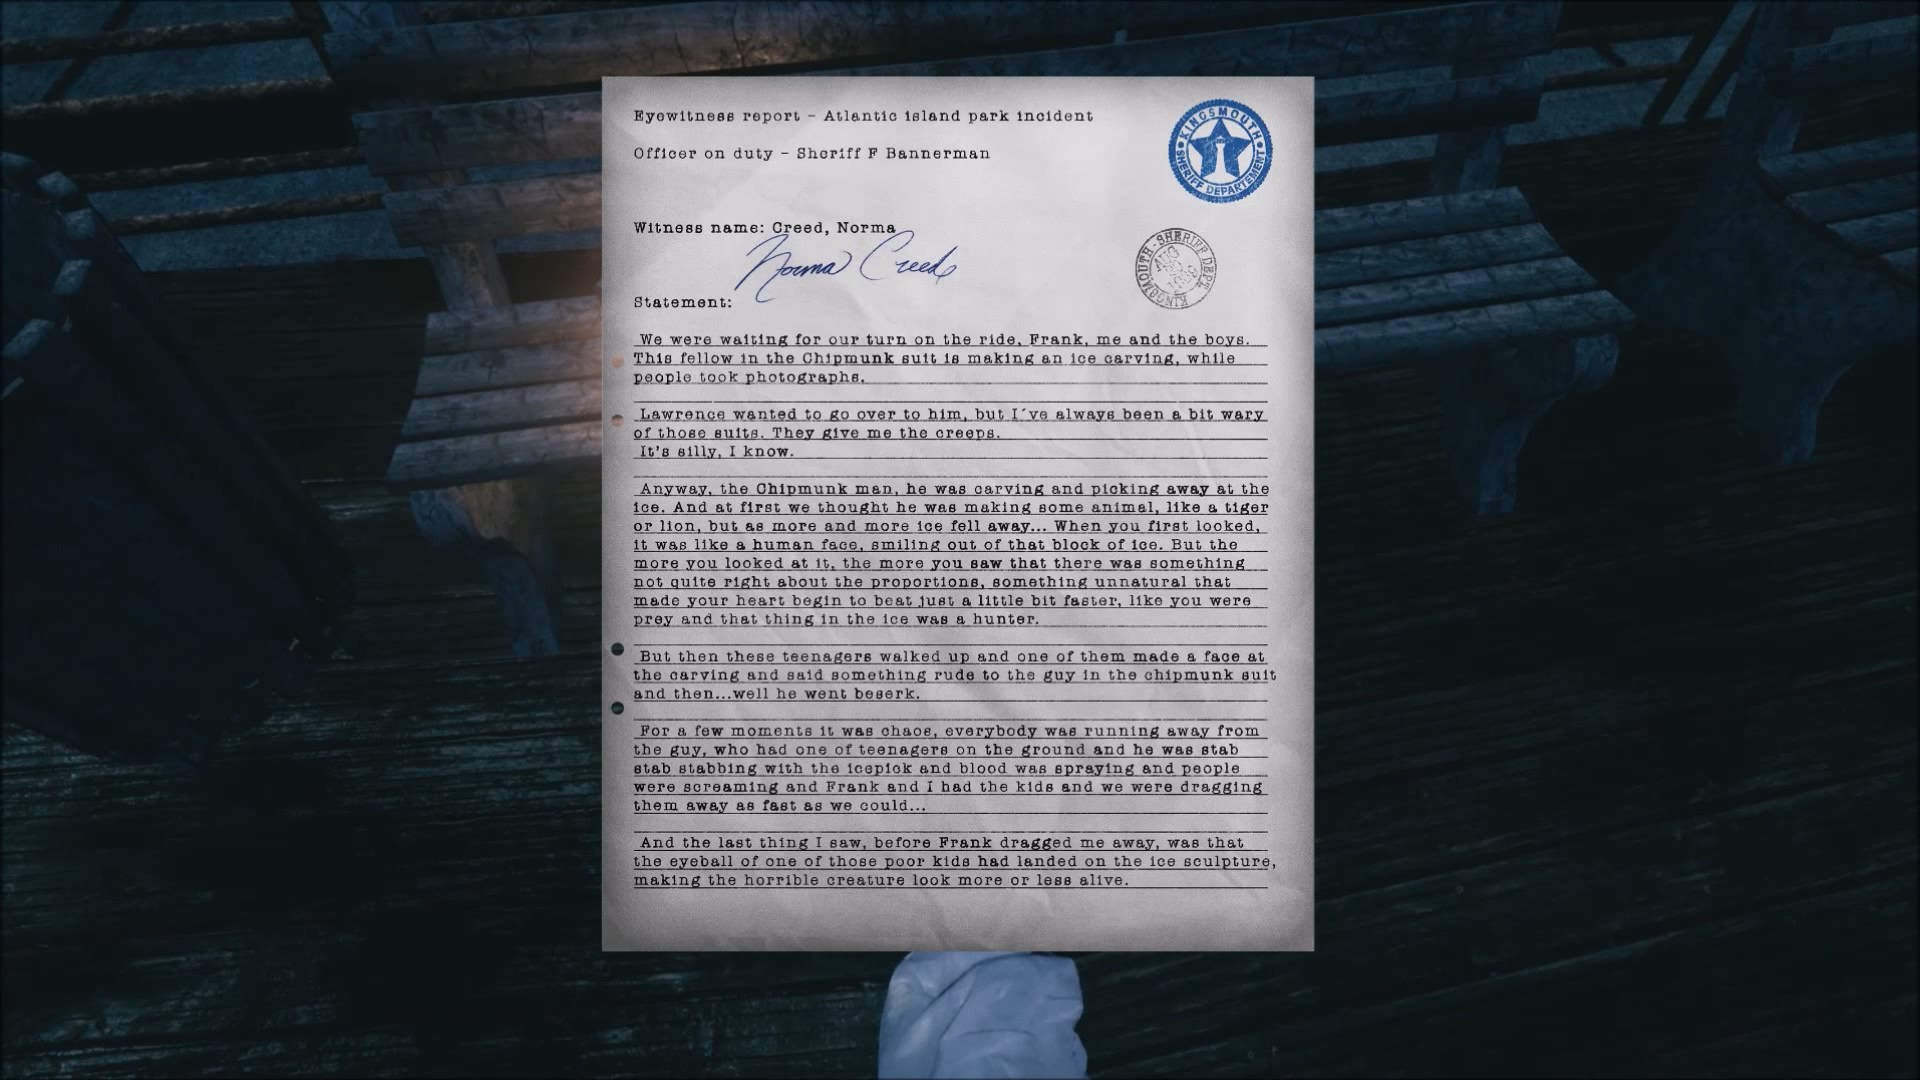 Eyewitness report - Atlantic island park incident
KINGSMOUTH
SHERIFF DEPARTEMENT
Officer on duty - Sheriff F Bannerman
Witness name: Creed, Norma
Norma Creed
KINGSMOUTH - SHERIFF DEPT.
AUG
Statement:
We were waiting for our turn on the ride, Frank, me and the boys.
This fellow in the Chipmunk suit is making an ice carving, while
people took photographs.
Lawrence wanted to go over to him, but I´ve always been a bit wary
of those suits. They give me the creeps.
It's silly, I know.
Anyway, the Chipmunk man, he was carving and picking away at the
ice. And at first we thought he was making some animal, like a tiger
or lion, but as more and more ice fell away... When you first looked,
it was like a human face, smiling out of that block of ice. But the
more you looked at it, the more you saw that there was something
not quite right about the proportions, something unnatural that
made your heart begin to beat just a little bit faster, like you were
prey and that thing in the ice was a hunter.
But then these teenagers walked up and one of them made a face at
the carving and said something rude to the guy in the chipmunk suit
and then...well he went beserk.
For a few moments it was chaos, everybody was running away from
the guy, who had one of teenagers on the ground and he was stab
stab stabbing with the icepick and blood was spraying and people
were screaming and Frank and I had the kids and we were dragging
them away as fast as we could...
And the last thing I saw, before Frank dragged me away, was that
the eyeball of one of those poor kids had landed on the ice sculpture,
making the horrible creature look more or less alive.